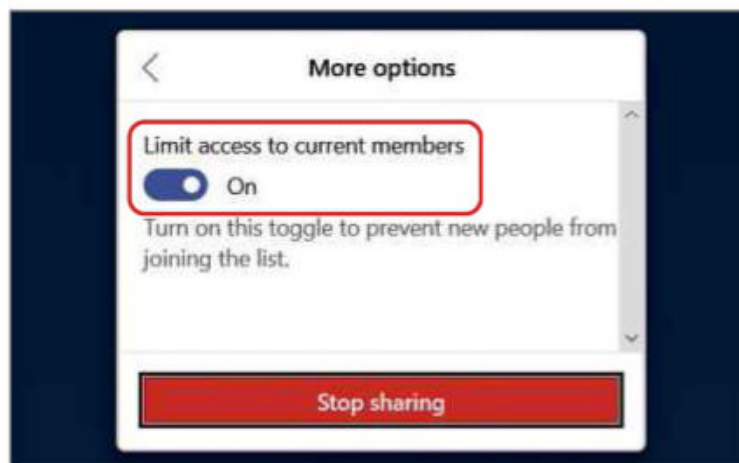 More options
Limit access to current members
On
Turn on this toggle to prevent new people from
joining the list.
Stop sharing